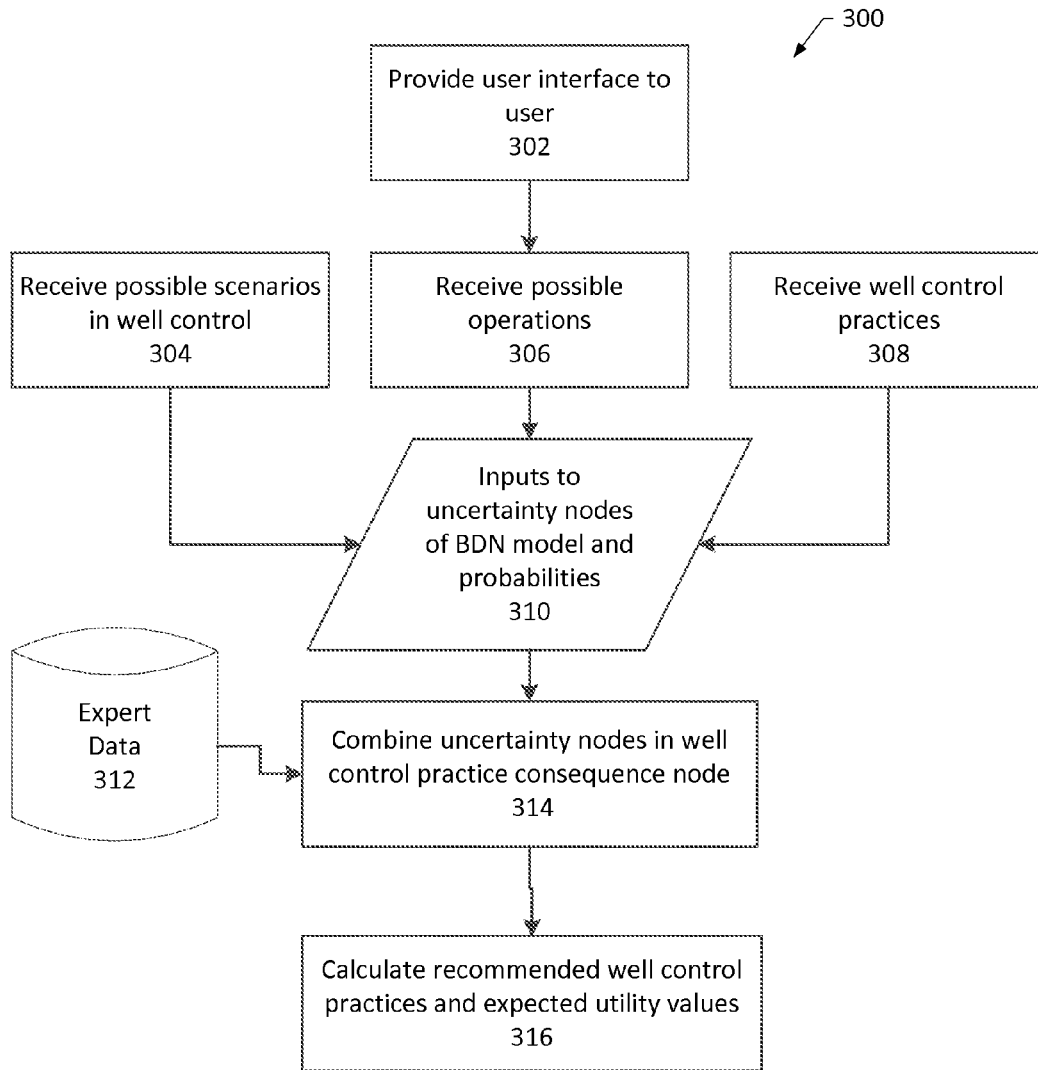 300
Provide user interface to
user
302
Receive possible scenarios
in well control
304
Receive possible
operations
306
Receive well control
practices
308
Inputs to
uncertainty nodes
of BDN model and
probabilities
310
Expert
Data
312
Combine uncertainty nodes in well
control practice consequence node
314
Calculate recommended well control
practices and expected utility values
316